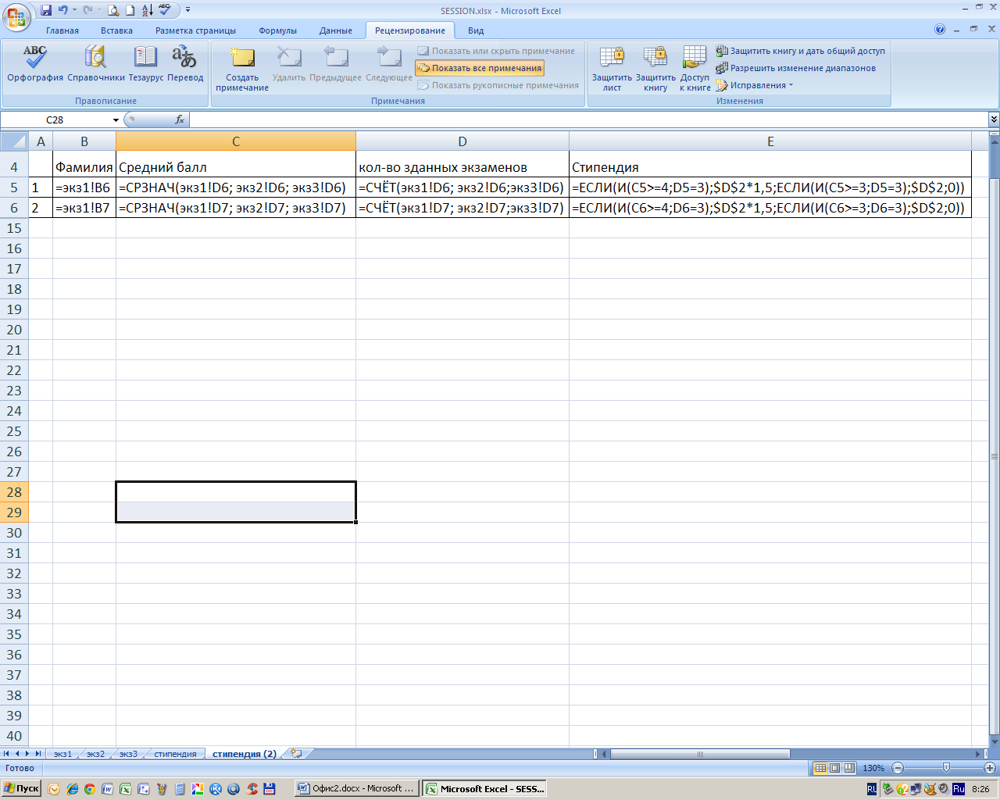 SESSION.xlsx - Microsoft Excel
Главная Вставка Разметка страницы Формулы Данные Рецензирование Вид
ABC
Орфография Справочники Тезаурус Перевод
Правописание
Создать примечание Удалить Предыдущее Следующее
Показать или скрыть примечание
Показать все примечания
Показать рукописные примечания
Примечания
Защитить лист Защитить книгу Доступ к книге
Защитить книгу и дать общий доступ
Разрешить изменение диапазонов
Исправления
Изменения
C28 fx
A B C D E
4 Фамилия Средний балл кол-во зданных экзаменов Стипендия
5 1 =экз1!B6 =СРЗНАЧ(экз1!D6; экз2!D6; экз3!D6) =СЧЁТ(экз1!D6; экз2!D6;экз3!D6) =ЕСЛИ(И(C5>=4;D5=3);$D$2*1,5;ЕСЛИ(И(C5>=3;D5=3);$D$2;0))
6 2 =экз1!B7 =СРЗНАЧ(экз1!D7; экз2!D7; экз3!D7) =СЧЁТ(экз1!D7; экз2!D7;экз3!D7) =ЕСЛИ(И(C6>=4;D6=3);$D$2*1,5;ЕСЛИ(И(C6>=3;D6=3);$D$2;0))
15
16
17
18
19
20
21
22
23
24
25
26
27
28
29
30
31
32
33
34
35
36
37
38
39
40
экз1 экз2 экз3 стипендия стипендия (2)
Готово 130%
Пуск Офис2.docx - Microsoft ... Microsoft Excel - SESS... RU Ru 8:26